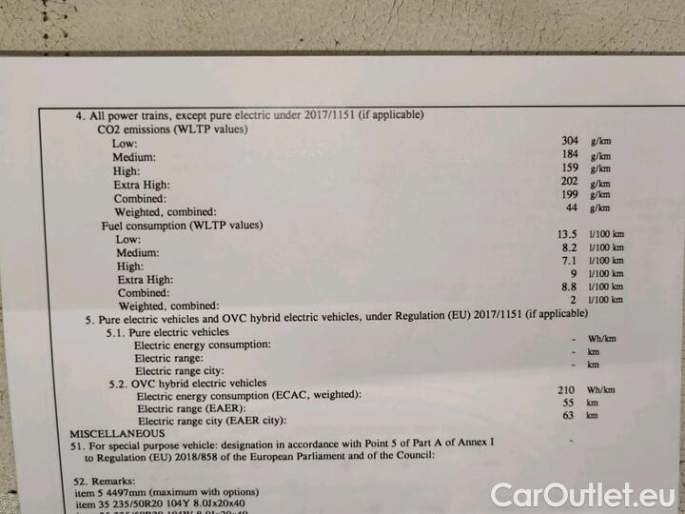 4. All power trains, except pure electric under 2017/1151 (if applicable)
CO2 emissions (WLTP values)
Low: 304 g/km
Medium: 184 g/km
High: 159 g/km
Extra High: 202 g/km
Combined: 199 g/km
Weighted, combined: 44 g/km
Fuel consumption (WLTP values)
Low: 13.5 l/100 km
Medium: 8.2 l/100 km
High: 7.1 l/100 km
Extra High: 9 l/100 km
Combined: 8.8 l/100 km
Weighted, combined: 2 l/100 km
5. Pure electric vehicles and OVC hybrid electric vehicles, under Regulation (EU) 2017/1151 (if applicable)
5.1. Pure electric vehicles
Electric energy consumption: - Wh/km
Electric range: - km
Electric range city: - km
5.2. OVC hybrid electric vehicles
Electric energy consumption (ECAC, weighted): 210 Wh/km
Electric range (EAER): 55 km
Electric range city (EAER city): 63 km
MISCELLANEOUS
51. For special purpose vehicle: designation in accordance with Point 5 of Part A of Annex I -
to Regulation (EU) 2018/858 of the European Parliament and of the Council:
52. Remarks:
item 5 4497mm (maximum with options)
item 35 235/50R20 104Y 8.0Jx20x40
CarOutlet.eu